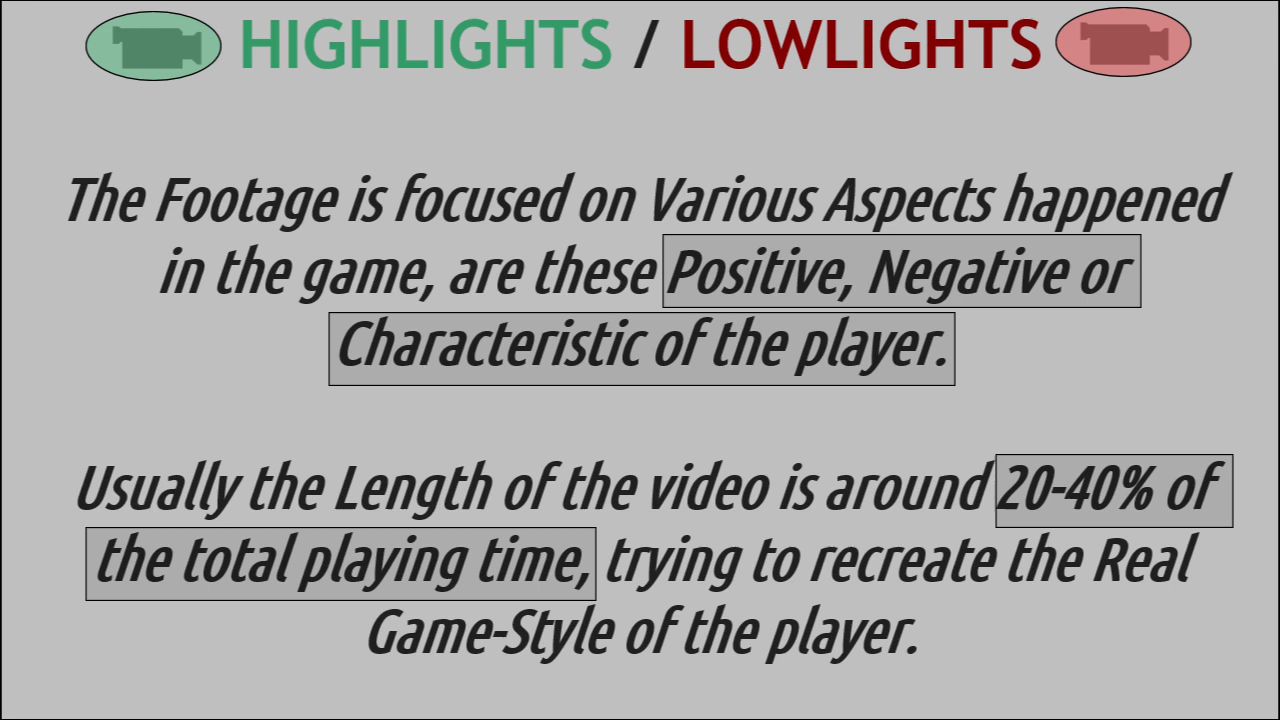 HIGHLIGHTS / LOWLIGHTS
The Footage is focused on Various Aspects happened
in the game, are these Positive, Negative or
Characteristic of the player.
Usually the Length of the video is around 20-40% of
the total playing time, trying to recreate the Real
Game-Style of the player.